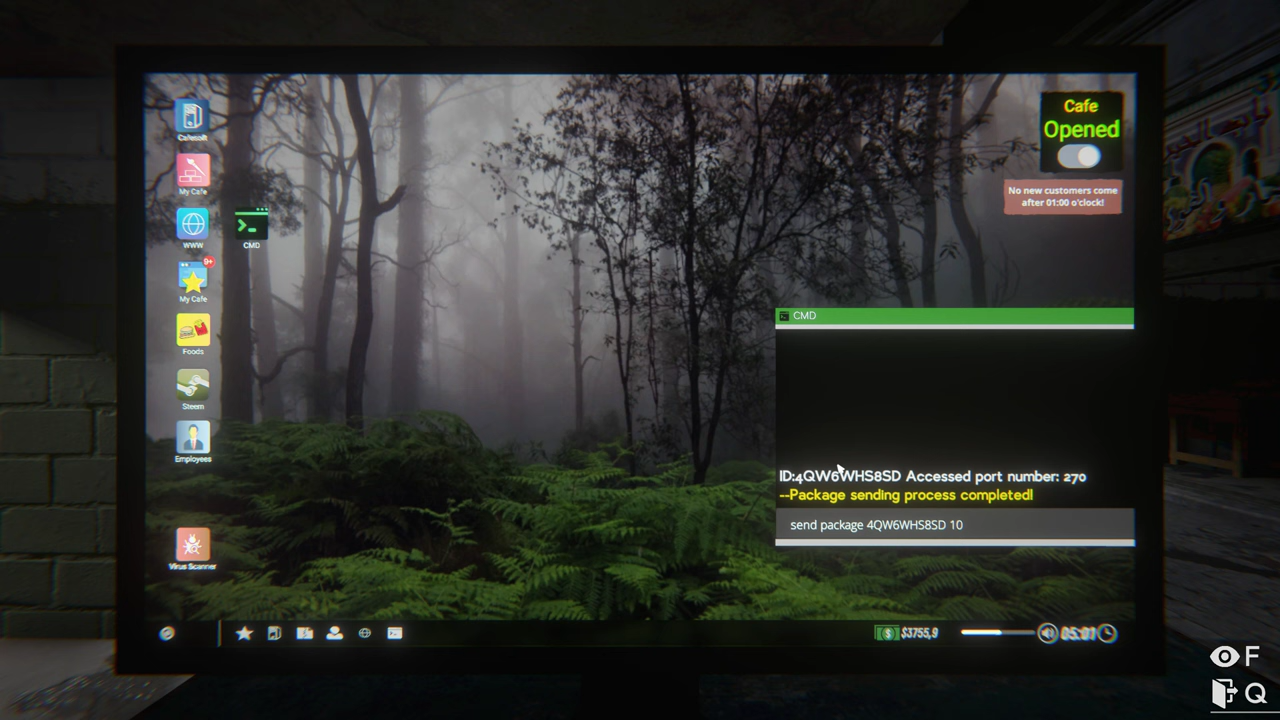 Cafesoft
My Cafe
WWW
CMD
9+
My Cafe
Foods
Steem
Employees
Virus Scanner
Cafe
Opened
No new customers come
after 01:00 o'clock!
CMD
ID:4QW6WHS8SD Accessed port number: 270
--Package sending process completed!
send package 4QW6WHS8SD 10
$3755,9
05:01
F
Q